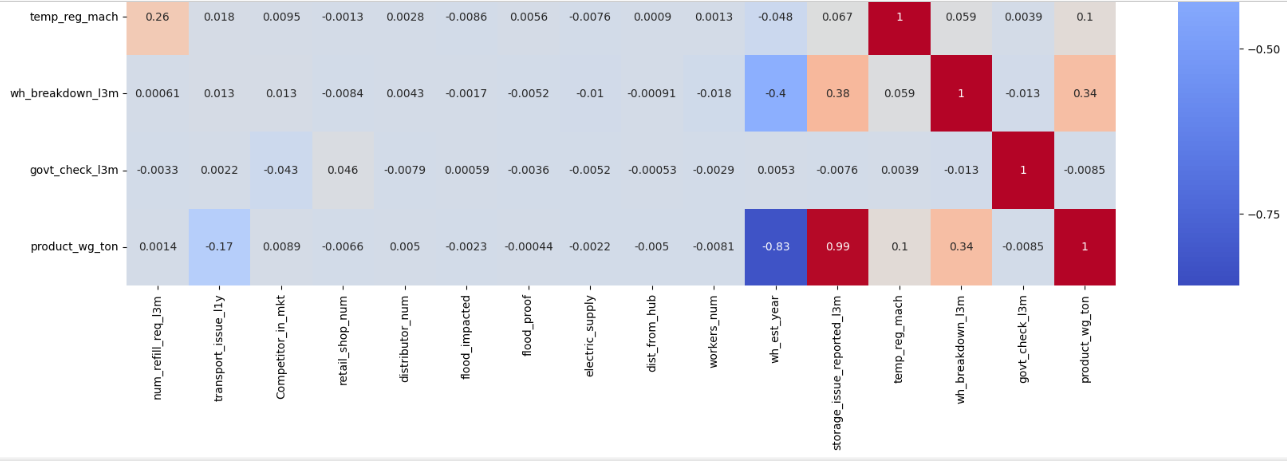 temp_reg_mach 0.26 0.018 0.0095 -0.0013 0.0028 -0.0086 0.0056 -0.0076 0.0009 0.0013 -0.048 0.067 1 0.059 0.0039 0.1
-0.50
wh_breakdown_l3m 0.00061 0.013 0.013 -0.0084 0.0043 -0.0017 -0.0052 -0.01 -0.00091 -0.018 -0.4 0.38 0.059 1 -0.013 0.34
govt_check_l3m -0.0033 0.0022 -0.043 0.046 -0.0079 0.00059 -0.0036 -0.0052 -0.00053 -0.0029 0.0053 -0.0076 0.0039 -0.013 1 -0.0085
-0.75
product_wg_ton 0.0014 -0.17 0.0089 -0.0066 0.005 -0.0023 -0.00044 -0.0022 -0.005 -0.0081 -0.83 0.99 0.1 0.34 -0.0085 1
num_refill_req_l3m
transport_issue_l1y
Competitor_in_mkt
retail_shop_num
distributor_num
flood_impacted
flood_proof
electric_supply
dist_from_hub
workers_num
wh_est_year
storage_issue_reported_l3m
temp_reg_mach
wh_breakdown_l3m
govt_check_l3m
product_wg_ton